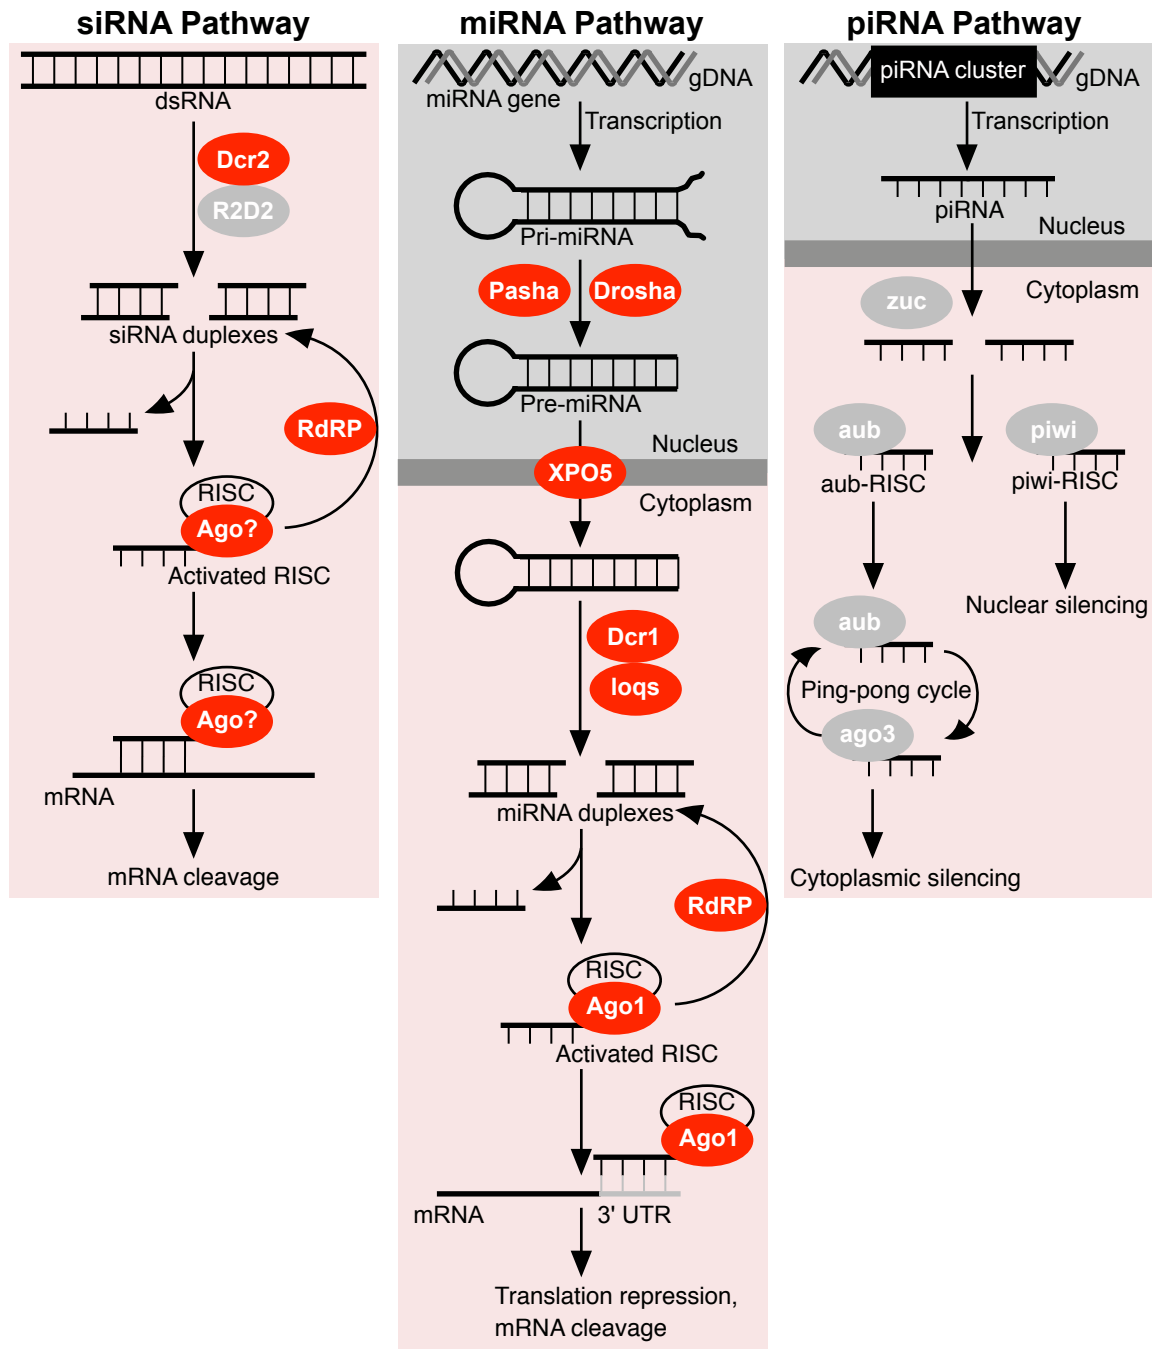 siRNA Pathway
dsRNA
Dcr2
R2D2
siRNA duplexes
RdRP
RISC
Ago?
Activated RISC
RISC
Ago?
mRNA
mRNA cleavage
miRNA Pathway
gDNA
miRNA gene
Transcription
Pri-miRNA
Pasha
Drosha
Pre-miRNA
Nucleus
XPO5
Cytoplasm
Dcr1
loqs
miRNA duplexes
RdRP
RISC
Ago1
Activated RISC
RISC
Ago1
mRNA
3' UTR
Translation repression,
mRNA cleavage
piRNA Pathway
piRNA cluster
gDNA
Transcription
piRNA
Nucleus
Cytoplasm
zuc
aub
piwi
aub-RISC
piwi-RISC
Nuclear silencing
aub
Ping-pong cycle
ago3
Cytoplasmic silencing